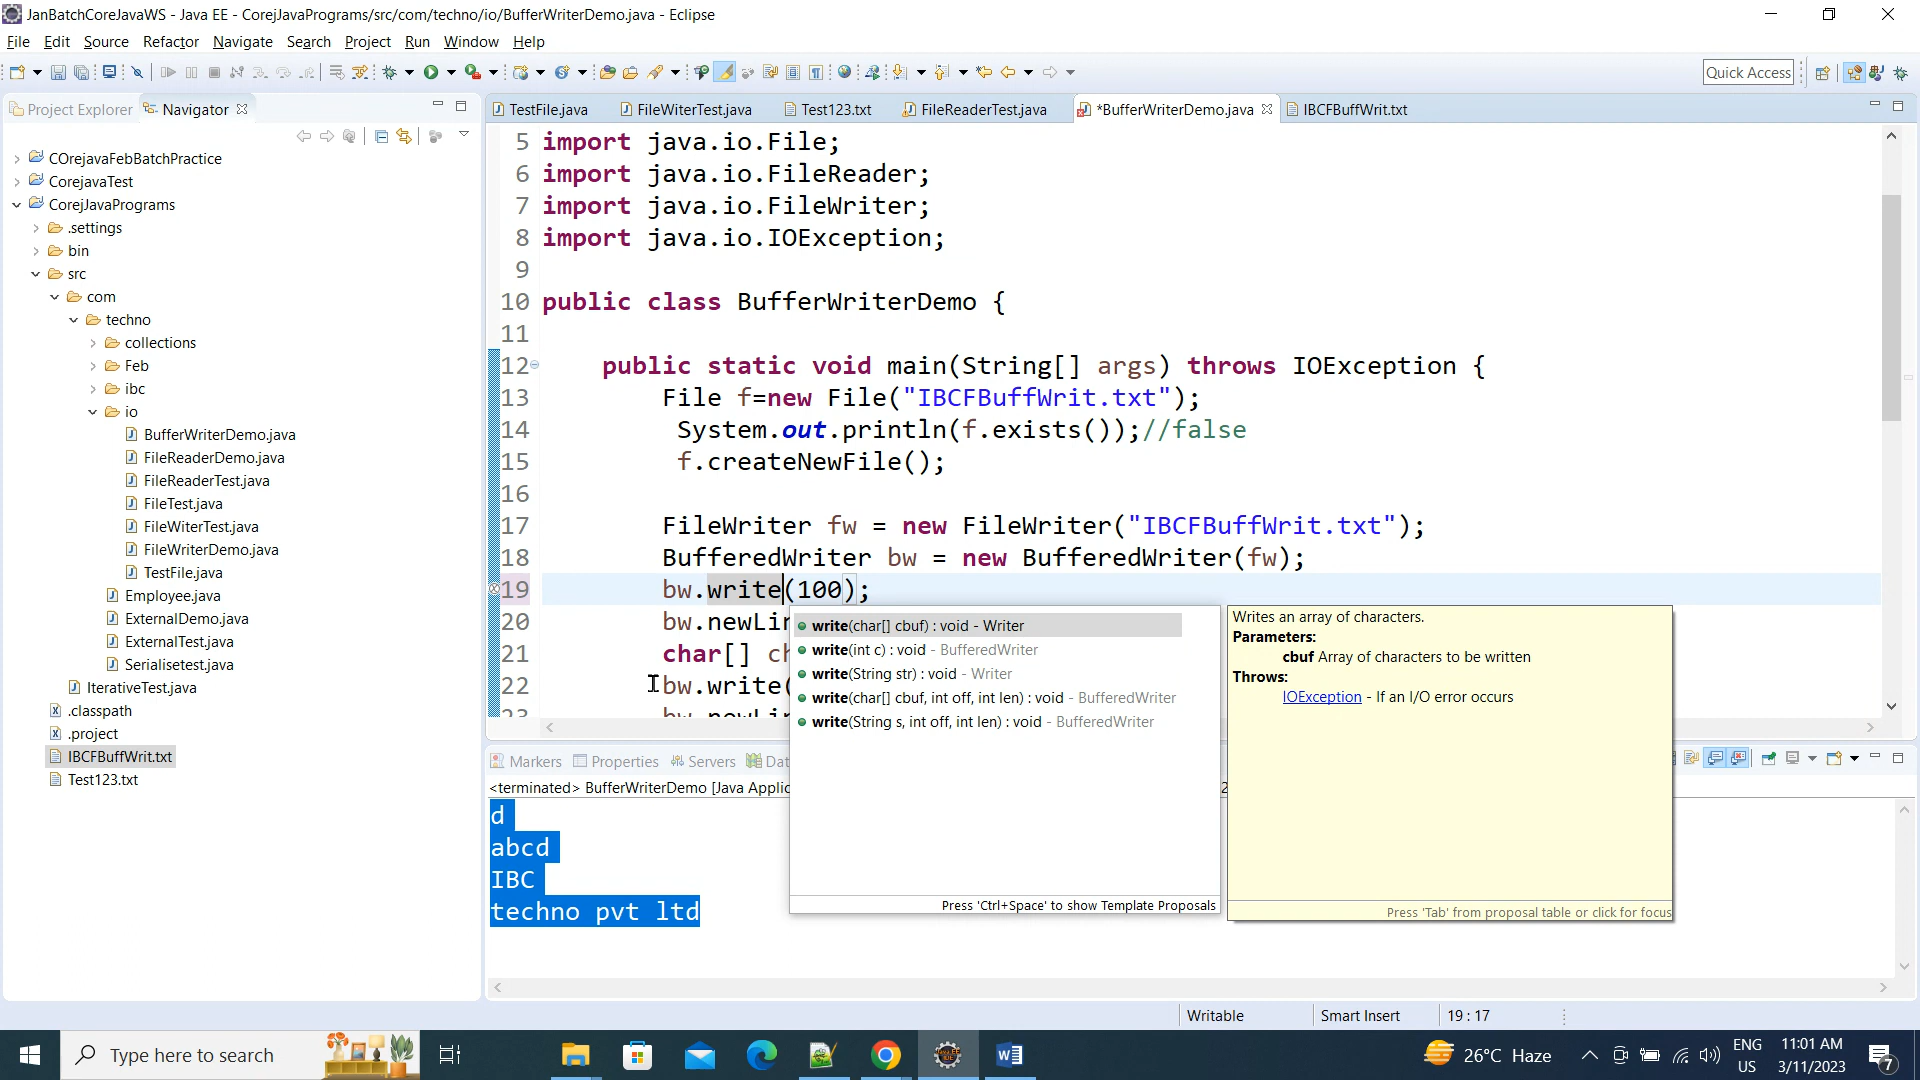 JanBatchCoreJavaWS - Java EE - CorejJavaPrograms/src/com/techno/io/BufferWriterDemo.java - Eclipse
File Edit Source Refactor Navigate Search Project Run Window Help
Quick Access
Project Explorer Navigator
TestFile.java FileWiterTest.java Test123.txt FileReaderTest.java *BufferWriterDemo.java IBCFBuffWrit.txt
COrejavaFebBatchPractice
CorejavaTest
CorejJavaPrograms
.settings
bin
src
com
techno
collections
Feb
ibc
io
BufferWriterDemo.java
FileReaderDemo.java
FileReaderTest.java
FileTest.java
FileWiterTest.java
FileWriterDemo.java
TestFile.java
Employee.java
ExternalDemo.java
ExternalTest.java
Serialisetest.java
IterativeTest.java
.classpath
.project
IBCFBuffWrit.txt
Test123.txt
5 import java.io.File;
6 import java.io.FileReader;
7 import java.io.FileWriter;
8 import java.io.IOException;
9
10 public class BufferWriterDemo {
11
12 public static void main(String[] args) throws IOException {
13 File f=new File("IBCFBuffWrit.txt");
14 System.out.println(f.exists());//false
15 f.createNewFile();
16
17 FileWriter fw = new FileWriter("IBCFBuffWrit.txt");
18 BufferedWriter bw = new BufferedWriter(fw);
19 bw.write(100);
20 bw.newLin
21 char[] ch
22 bw.write(
write(char[] cbuf) : void - Writer
write(int c) : void - BufferedWriter
write(String str) : void - Writer
write(char[] cbuf, int off, int len) : void - BufferedWriter
write(String s, int off, int len) : void - BufferedWriter
Press 'Ctrl+Space' to show Template Proposals
Writes an array of characters.
Parameters:
cbuf Array of characters to be written
Throws:
IOException - If an I/O error occurs
Press 'Tab' from proposal table or click for focus
Markers Properties Servers Dat
<terminated> BufferWriterDemo [Java Applic
d
abcd
IBC
techno pvt ltd
Writable Smart Insert 19 : 17
Type here to search
26°C Haze
ENG
US
11:01 AM
3/11/2023
7